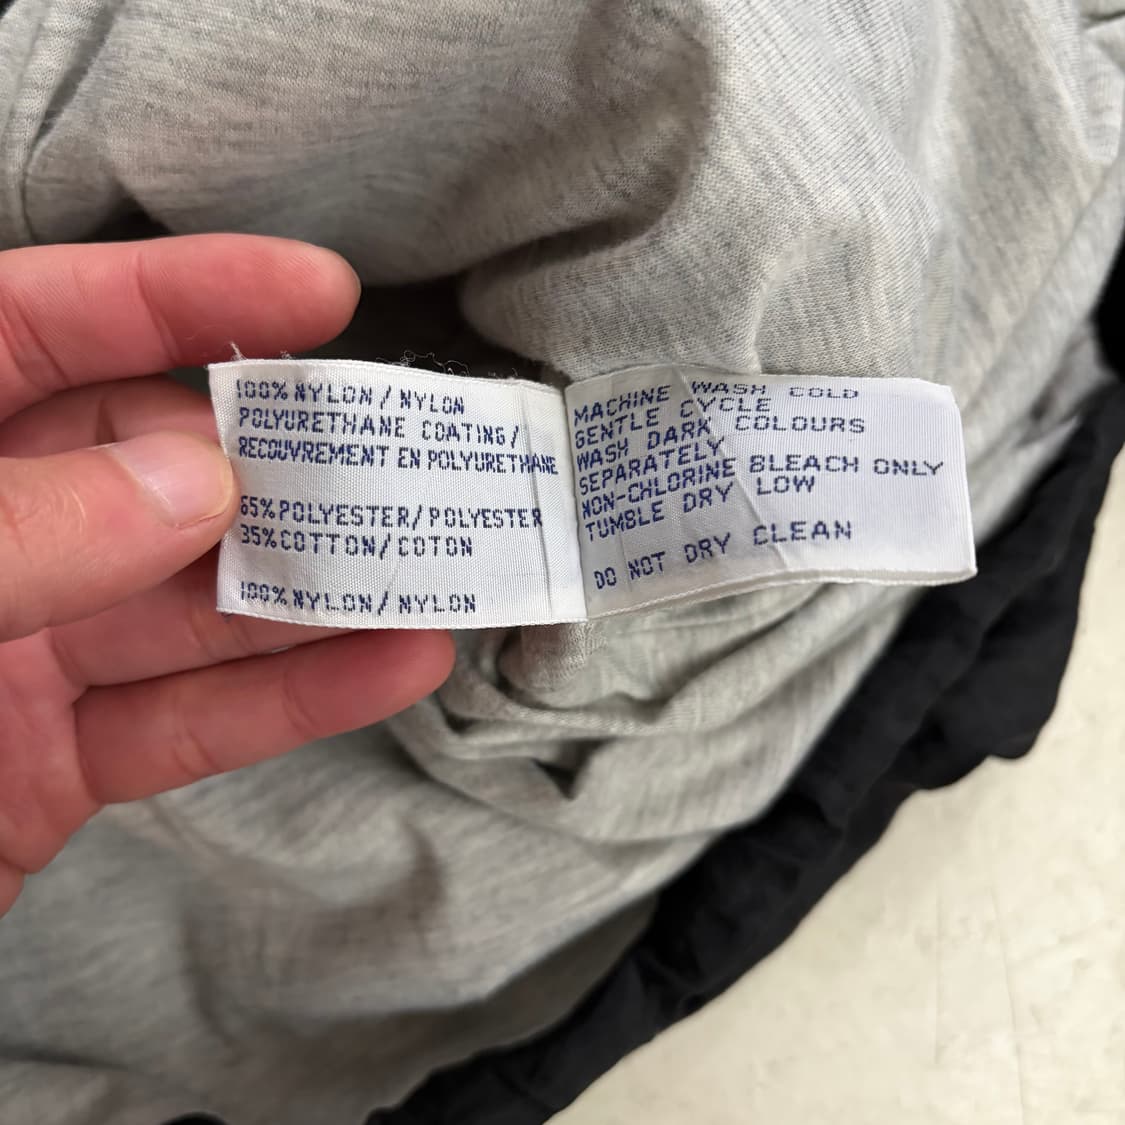 100% NYLON / NYLON
POLYURETHANE COATING/
RECOUVREMENT EN POLYURETHANE
65% POLYESTER/POLYESTER
35% COTTON/COTON
100% NYLON/NYLON
MACHINE WASH COLD
GENTLE CYCLE
WASH DARK COLOURS
SEPARATELY
NON-CHLORINE BLEACH ONLY
TUMBLE DRY LOW
DO NOT DRY CLEAN